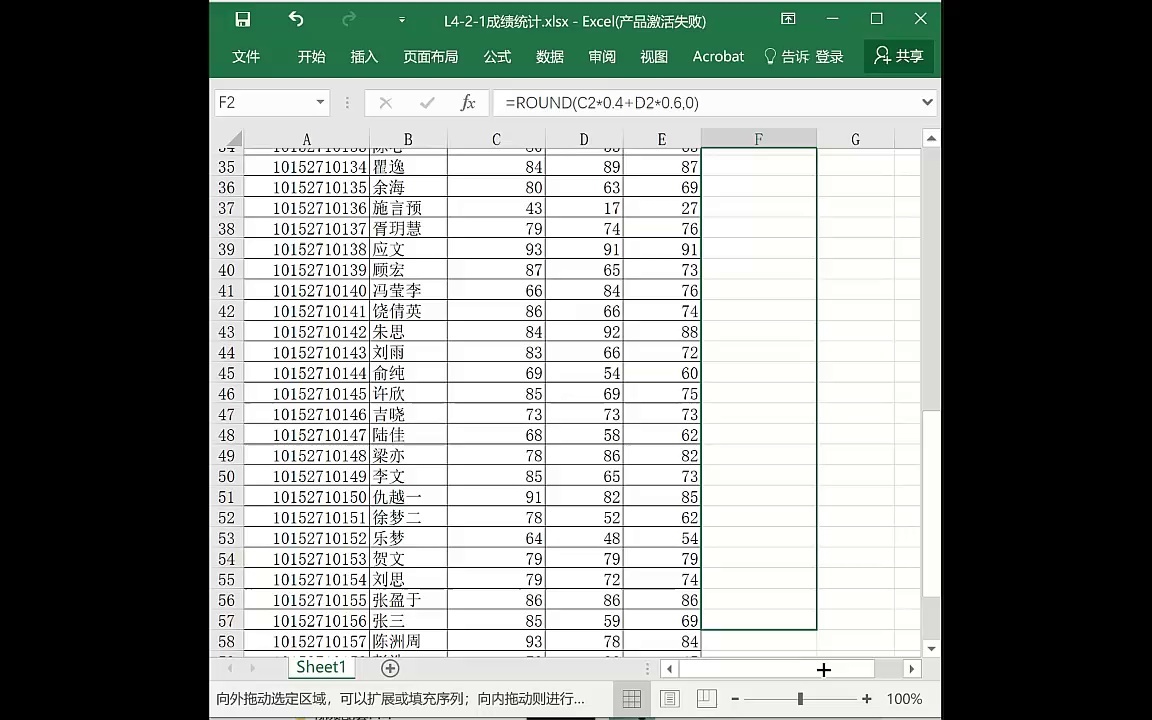 L4-2-1成绩统计.xlsx - Excel(产品激活失败)
文件 开始 插入 页面布局 公式 数据 审阅 视图 Acrobat 告诉 登录 共享
F2 fx =ROUND(C2*0.4+D2*0.6,0)
A B C D E F G
35 10152710134 瞿逸 84 89 87
36 10152710135 余海 80 63 69
37 10152710136 施言预 43 17 27
38 10152710137 胥玥慧 79 74 76
39 10152710138 应文 93 91 91
40 10152710139 顾宏 87 65 73
41 10152710140 冯莹李 66 84 76
42 10152710141 饶倩英 86 66 74
43 10152710142 朱思 84 92 88
44 10152710143 刘雨 83 66 72
45 10152710144 俞纯 69 54 60
46 10152710145 许欣 85 69 75
47 10152710146 吉哓 73 73 73
48 10152710147 陆佳 68 58 62
49 10152710148 梁亦 78 86 82
50 10152710149 李文 85 65 73
51 10152710150 仇越一 91 82 85
52 10152710151 徐梦二 78 52 62
53 10152710152 乐梦 64 48 54
54 10152710153 贺文 79 79 79
55 10152710154 刘思 79 72 74
56 10152710155 张盈于 86 86 86
57 10152710156 张三 85 59 69
58 10152710157 陈洲周 93 78 84
Sheet1
向外拖动选定区域，可以扩展或填充序列；向内拖动则进行... 100%